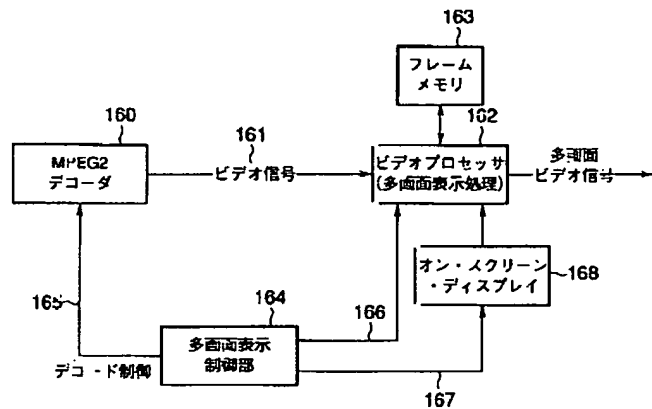 163
フレーム
メモリ
160
161
162
MPEG2
デコーダ
ビデオ信号
ビデオプロセッサ
(多画面表示処理)
多画面
ビデオ信号
オン・スクリーン
・ディスプレイ
168
165
164
166
多画面表示
制御部
デコード制御
167